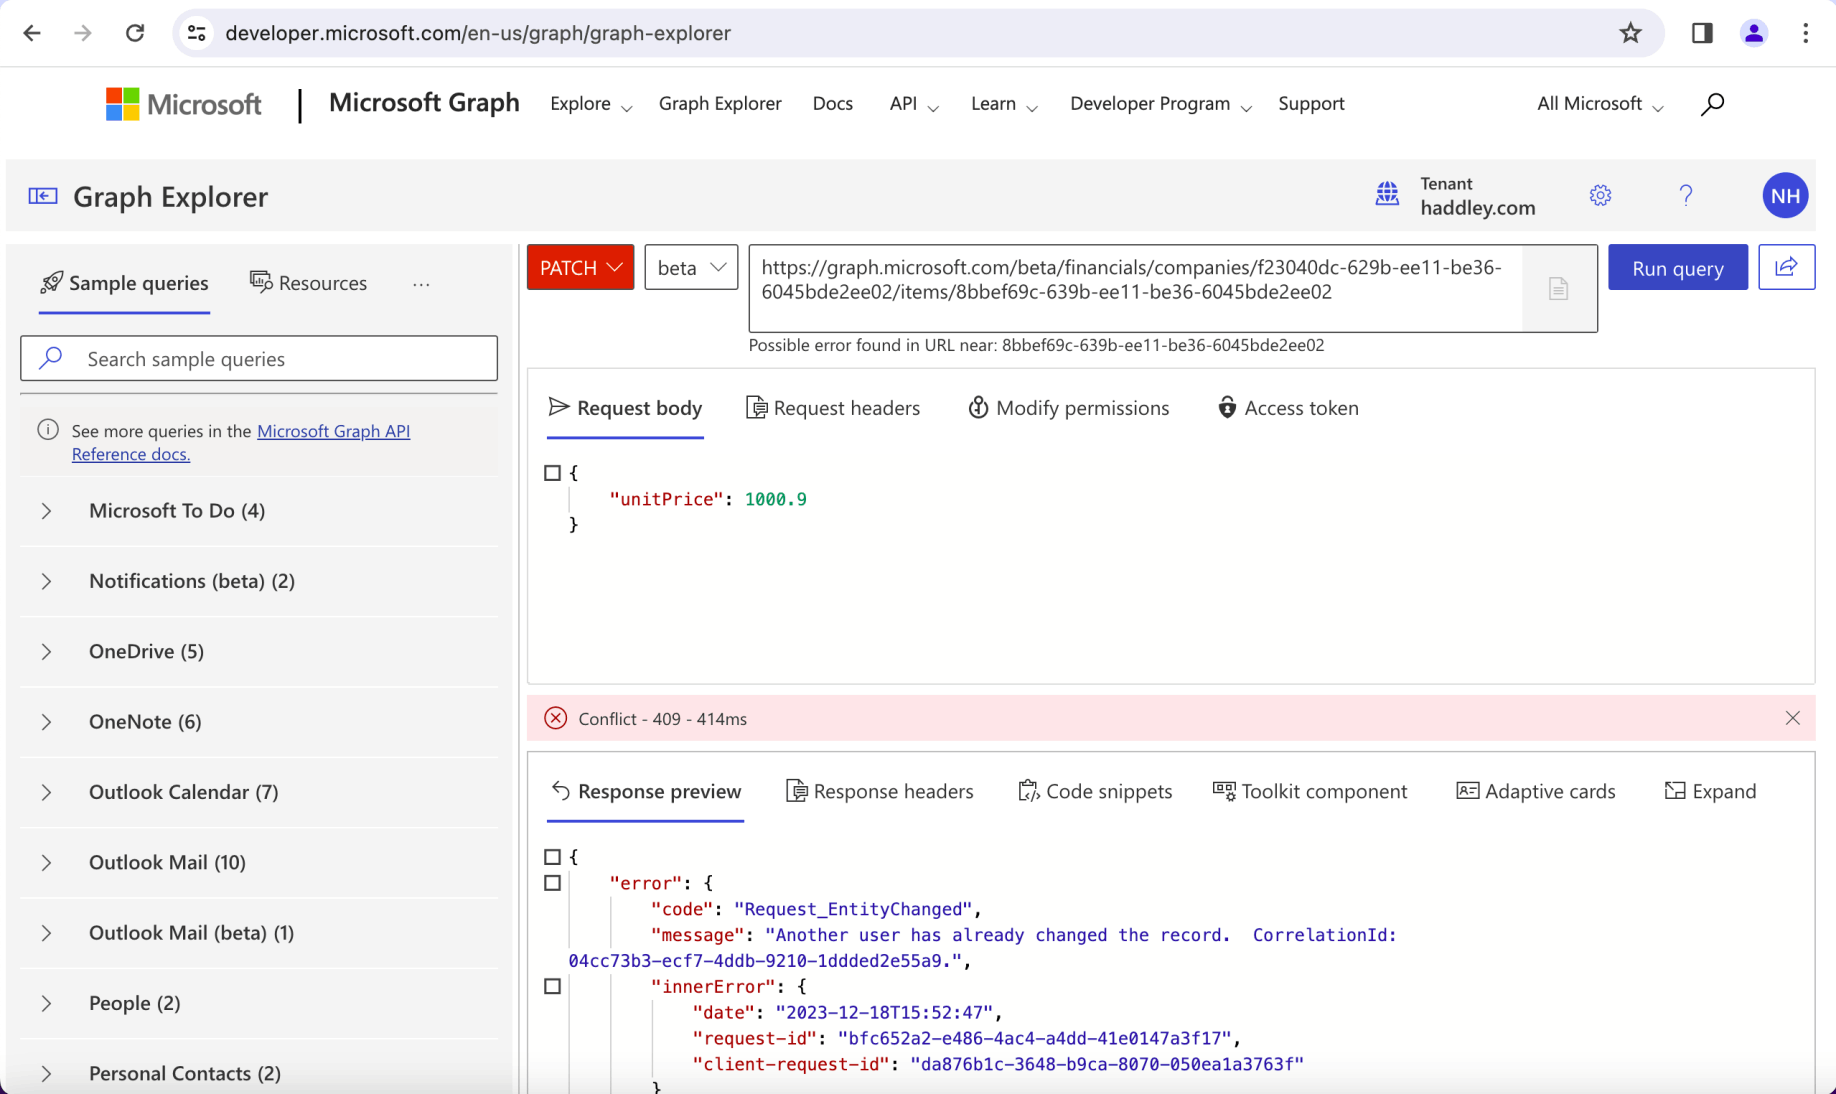 developer.microsoft.com/en-us/graph/graph-explorer
Microsoft
Microsoft Graph
Explore
Graph Explorer
Docs
API
Learn
Developer Program
Support
All Microsoft
Graph Explorer
Tenant
haddley.com
?
NH
Sample queries
Resources
...
Search sample queries
See more queries in the Microsoft Graph API
Reference docs.
Microsoft To Do (4)
Notifications (beta) (2)
OneDrive (5)
OneNote (6)
Outlook Calendar (7)
Outlook Mail (10)
Outlook Mail (beta) (1)
People (2)
Personal Contacts (2)
PATCH
beta
https://graph.microsoft.com/beta/financials/companies/f23040dc-629b-ee11-be36-
6045bde2ee02/items/8bbef69c-639b-ee11-be36-6045bde2ee02
Run query
Possible error found in URL near: 8bbef69c-639b-ee11-be36-6045bde2ee02
Request body
Request headers
Modify permissions
Access token
{
"unitPrice": 1000.9
}
Conflict - 409 - 414ms
Response preview
Response headers
Code snippets
Toolkit component
Adaptive cards
Expand
{
"error": {
"code": "Request_EntityChanged",
"message": "Another user has already changed the record.  CorrelationId:
04cc73b3-ecf7-4ddb-9210-1ddded2e55a9.",
"innerError": {
"date": "2023-12-18T15:52:47",
"request-id": "bfc652a2-e486-4ac4-a4dd-41e0147a3f17",
"client-request-id": "da876b1c-3648-b9ca-8070-050ea1a3763f"
}